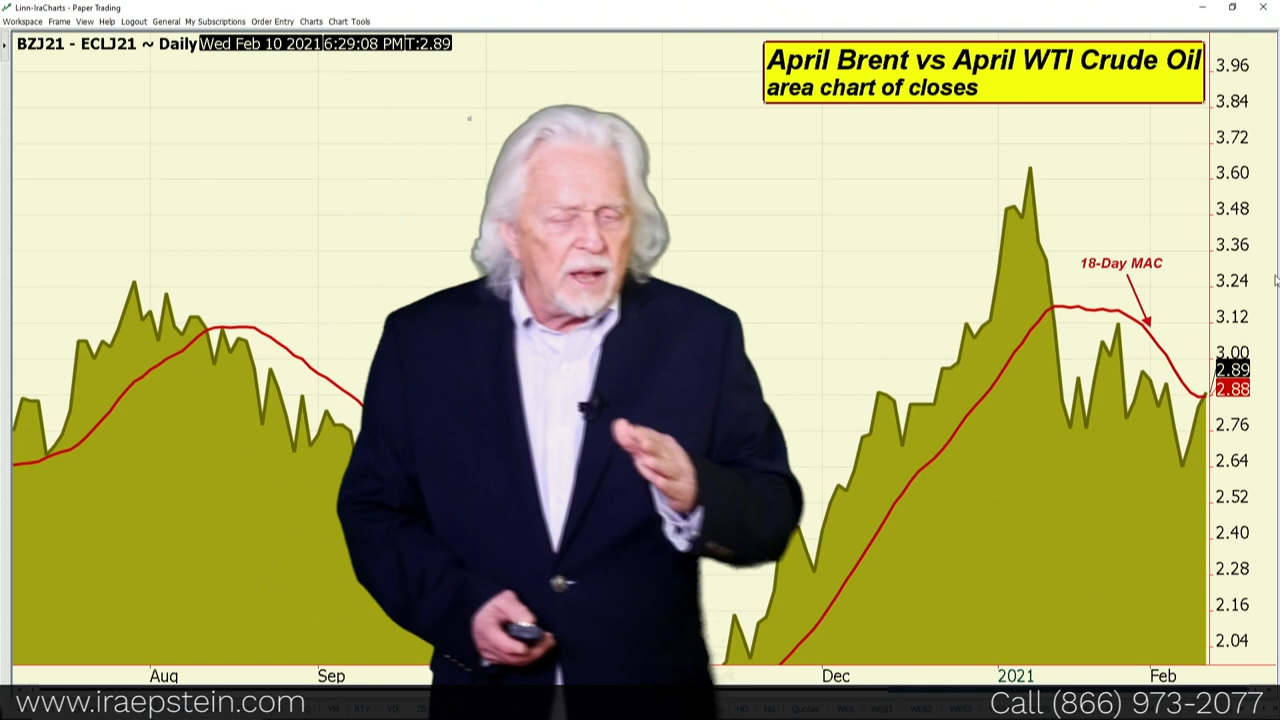 Linn-IraCharts - Paper Trading
Workspace Frame View Help Logout General My Subscriptions Order Entry Charts Chart Tools
BZJ21 - ECLJ21 ~ Daily Wed Feb 10 2021 6:29:08 PM T:2.89
April Brent vs April WTI Crude Oil
area chart of closes
3.96
3.84
3.72
3.60
3.48
3.36
18-Day MAC
3.24
3.12
3.00
2.89
2.88
2.76
2.64
2.52
2.40
2.28
2.16
2.04
Aug Sep Dec 2021 Feb
www.iraepstein.com
Call (866) 973-2077